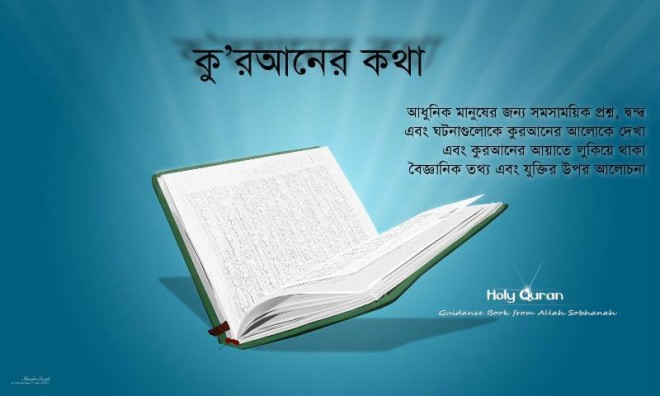 কু’রআনের কথা
আধুনিক মানুষের জন্য সমসাময়িক প্রশ্ন, দ্বন্দ
এবং ঘটনাগুলোকে কুরআনের আলোকে দেখা
এবং কুরআনের আয়াতে লুকিয়ে থাকা
বৈজ্ঞানিক তথ্য এবং যুক্তির উপর আলোচনা
Holy Quran
Guidance Book from Allah Sobhanah